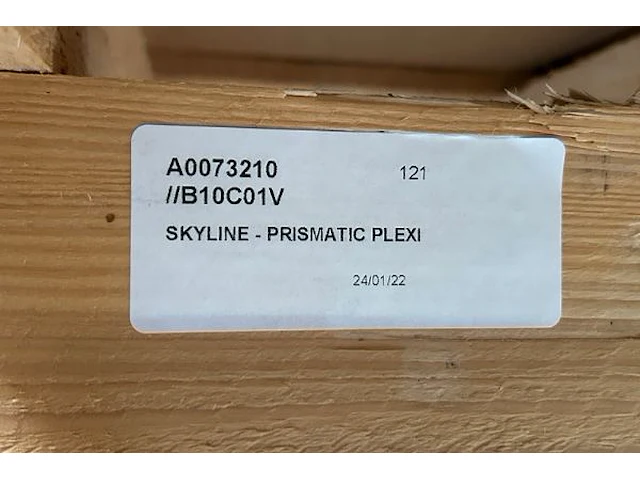 A0073210 121
//B10C01V
SKYLINE - PRISMATIC PLEXI
24/01/22